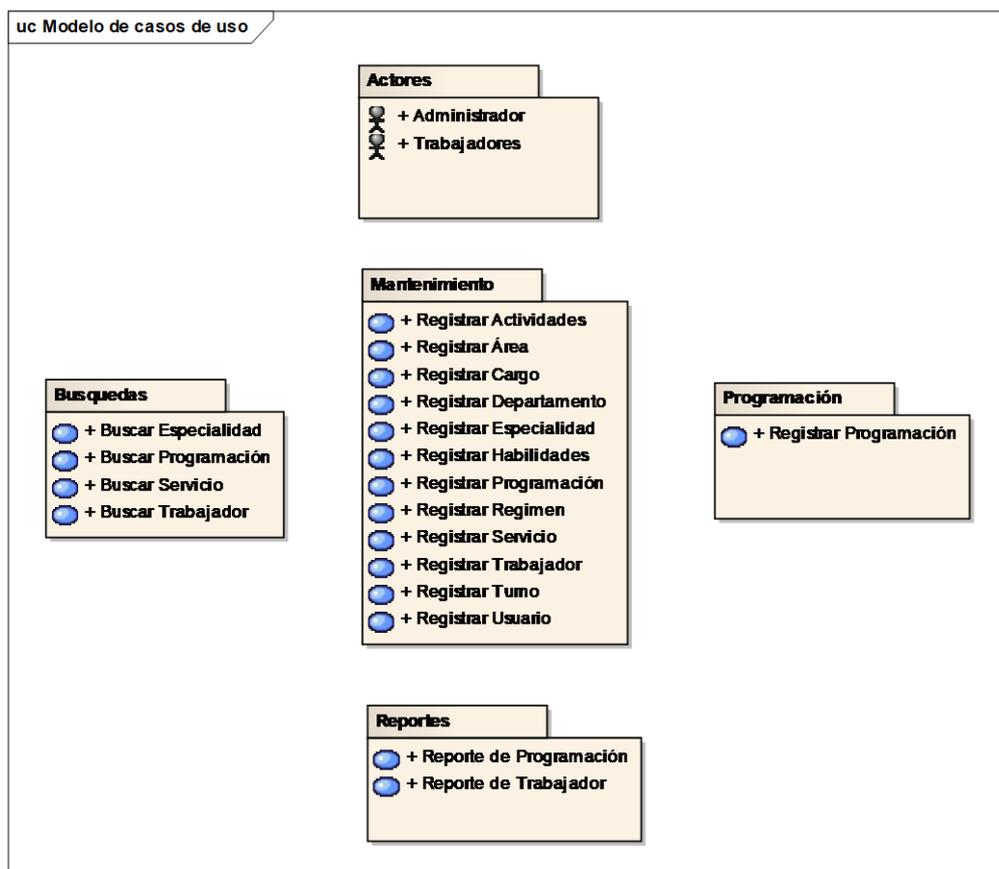 uc Modelo de casos de uso
Actores
+ Administrador
+ Trabajadores
Mantenimiento
+ Registrar Actividades
+ Registrar Área
+ Registrar Cargo
+ Registrar Departamento
+ Registrar Especialidad
+ Registrar Habilidades
+ Registrar Programación
+ Registrar Regimen
+ Registrar Servicio
+ Registrar Trabajador
+ Registrar Turno
+ Registrar Usuario
Busquedas
+ Buscar Especialidad
+ Buscar Programación
+ Buscar Servicio
+ Buscar Trabajador
Programación
+ Registrar Programación
Reportes
+ Reporte de Programación
+ Reporte de Trabajador